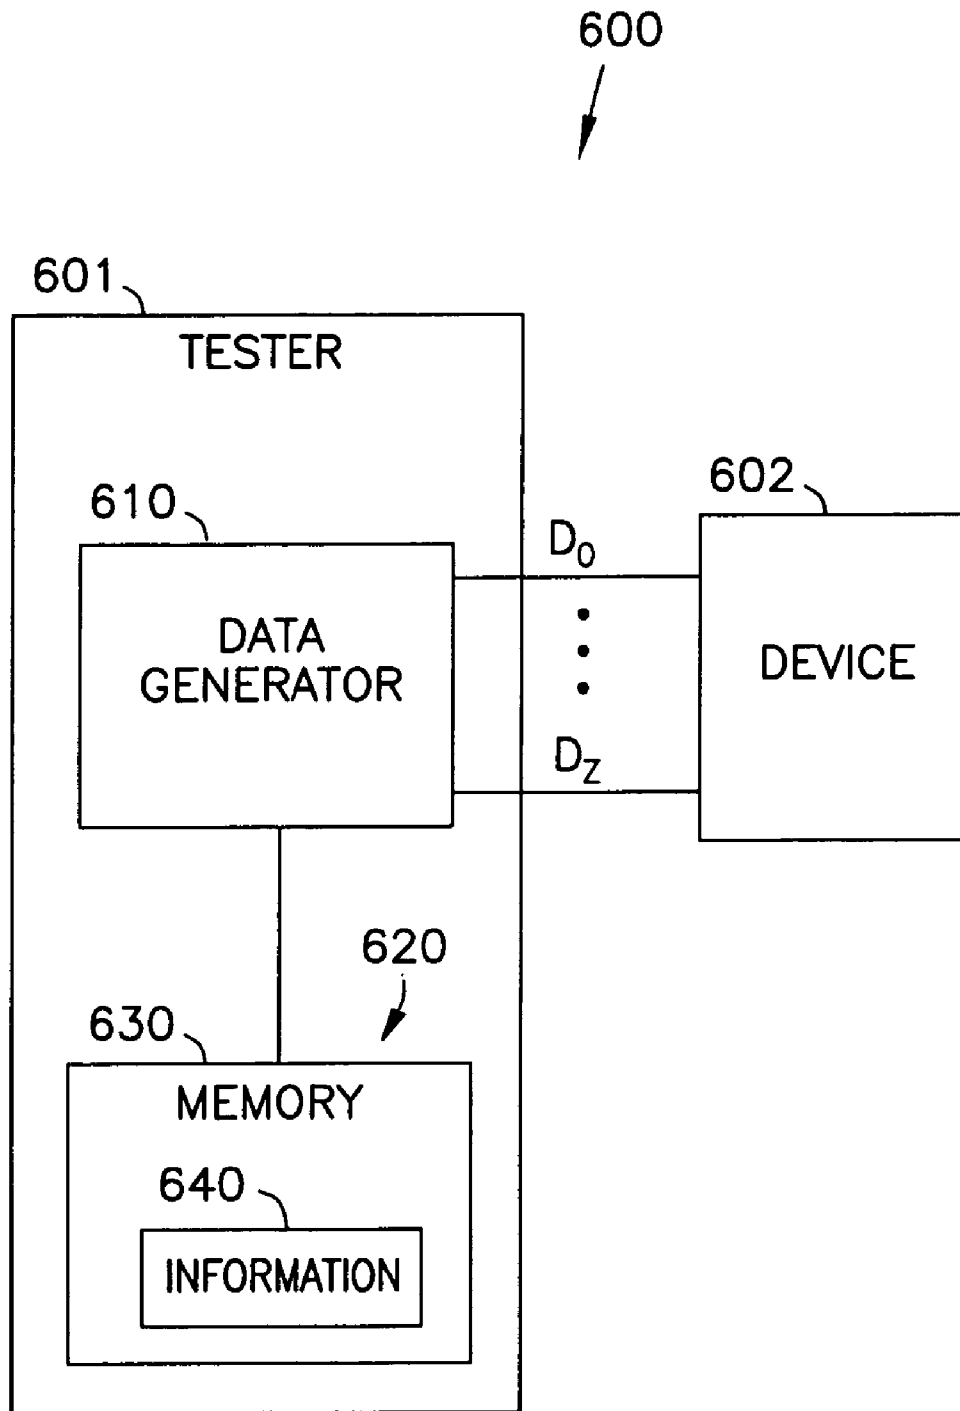 600
601
TESTER
610
602
D0
DATA
GENERATOR
DEVICE
DZ
620
630
MEMORY
640
INFORMATION